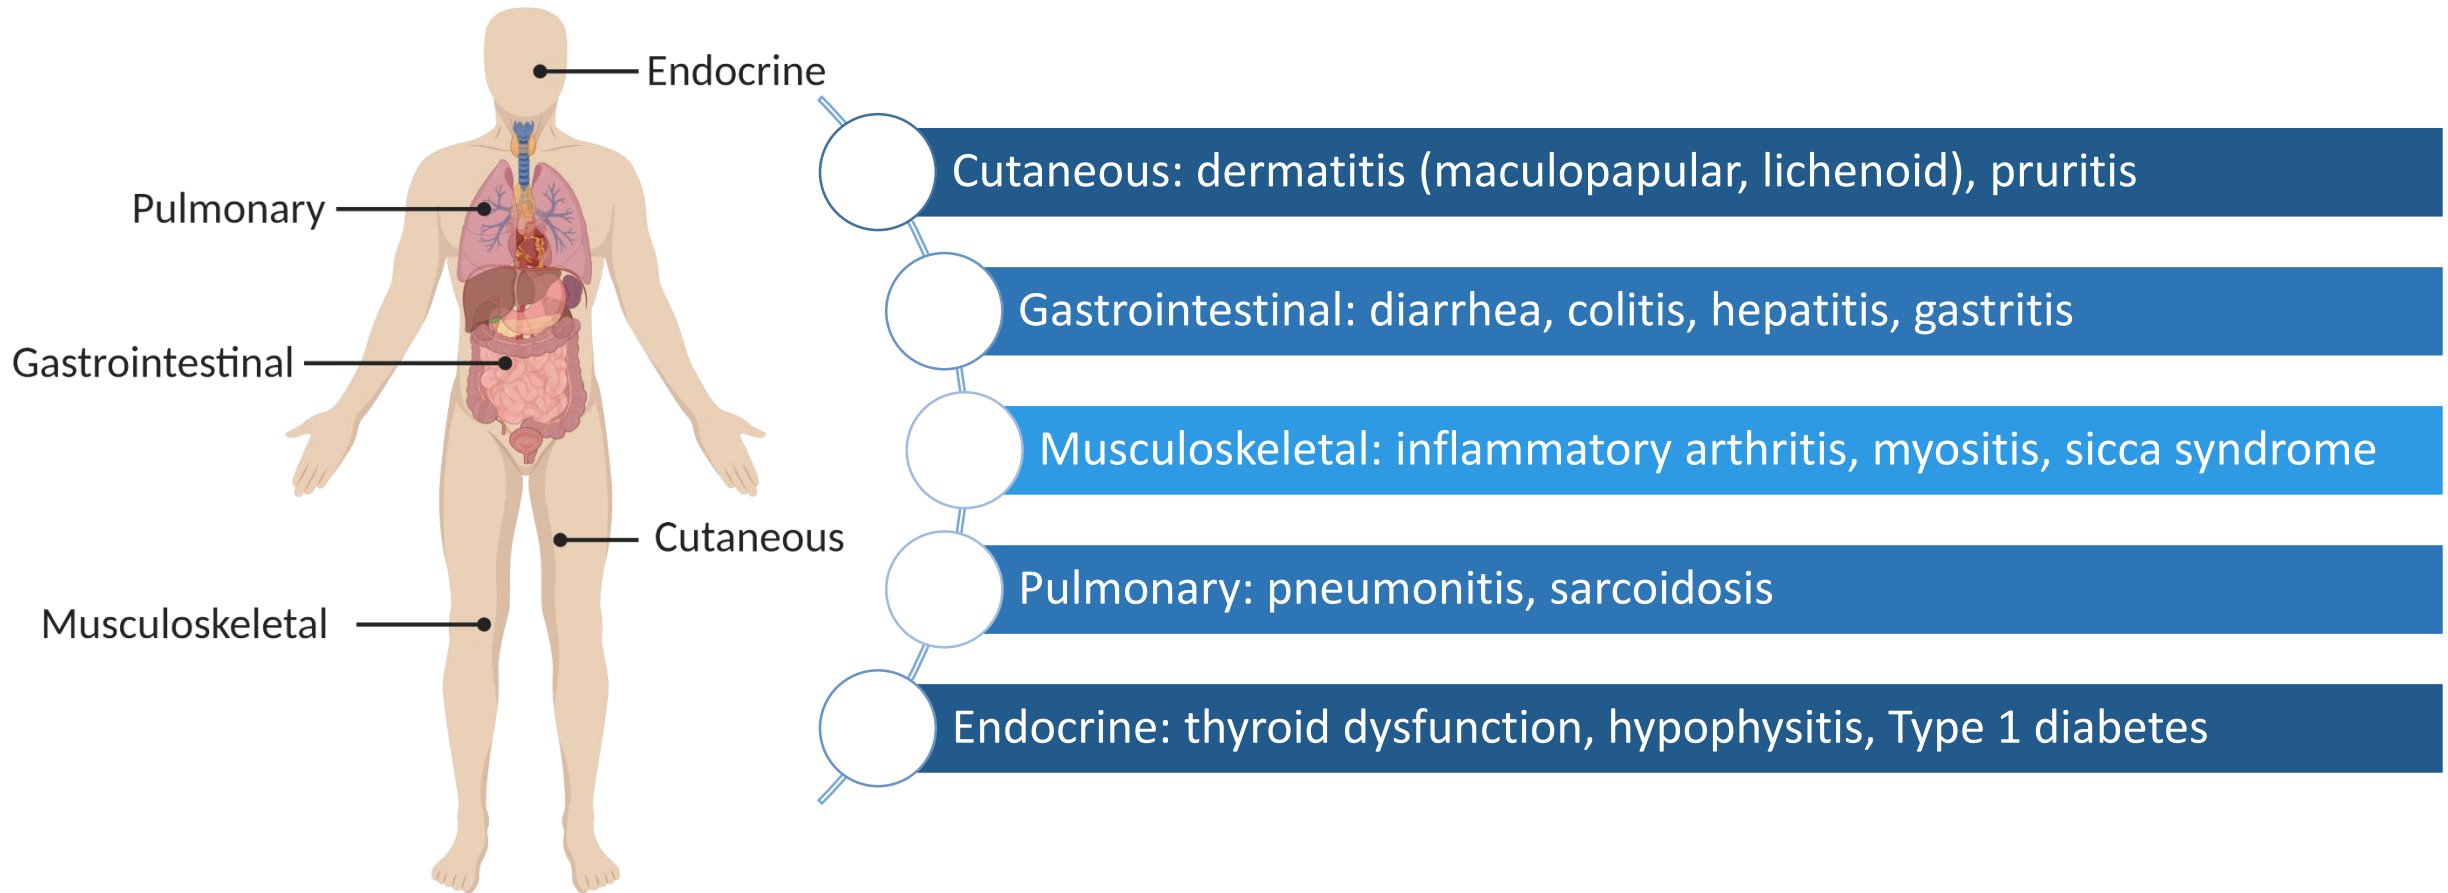 Endocrine
Pulmonary
Gastrointestinal
Cutaneous
Musculoskeletal
Cutaneous: dermatitis (maculopapular, lichenoid), pruritis
Gastrointestinal: diarrhea, colitis, hepatitis, gastritis
Musculoskeletal: inflammatory arthritis, myositis, sicca syndrome
Pulmonary: pneumonitis, sarcoidosis
Endocrine: thyroid dysfunction, hypophysitis, Type 1 diabetes